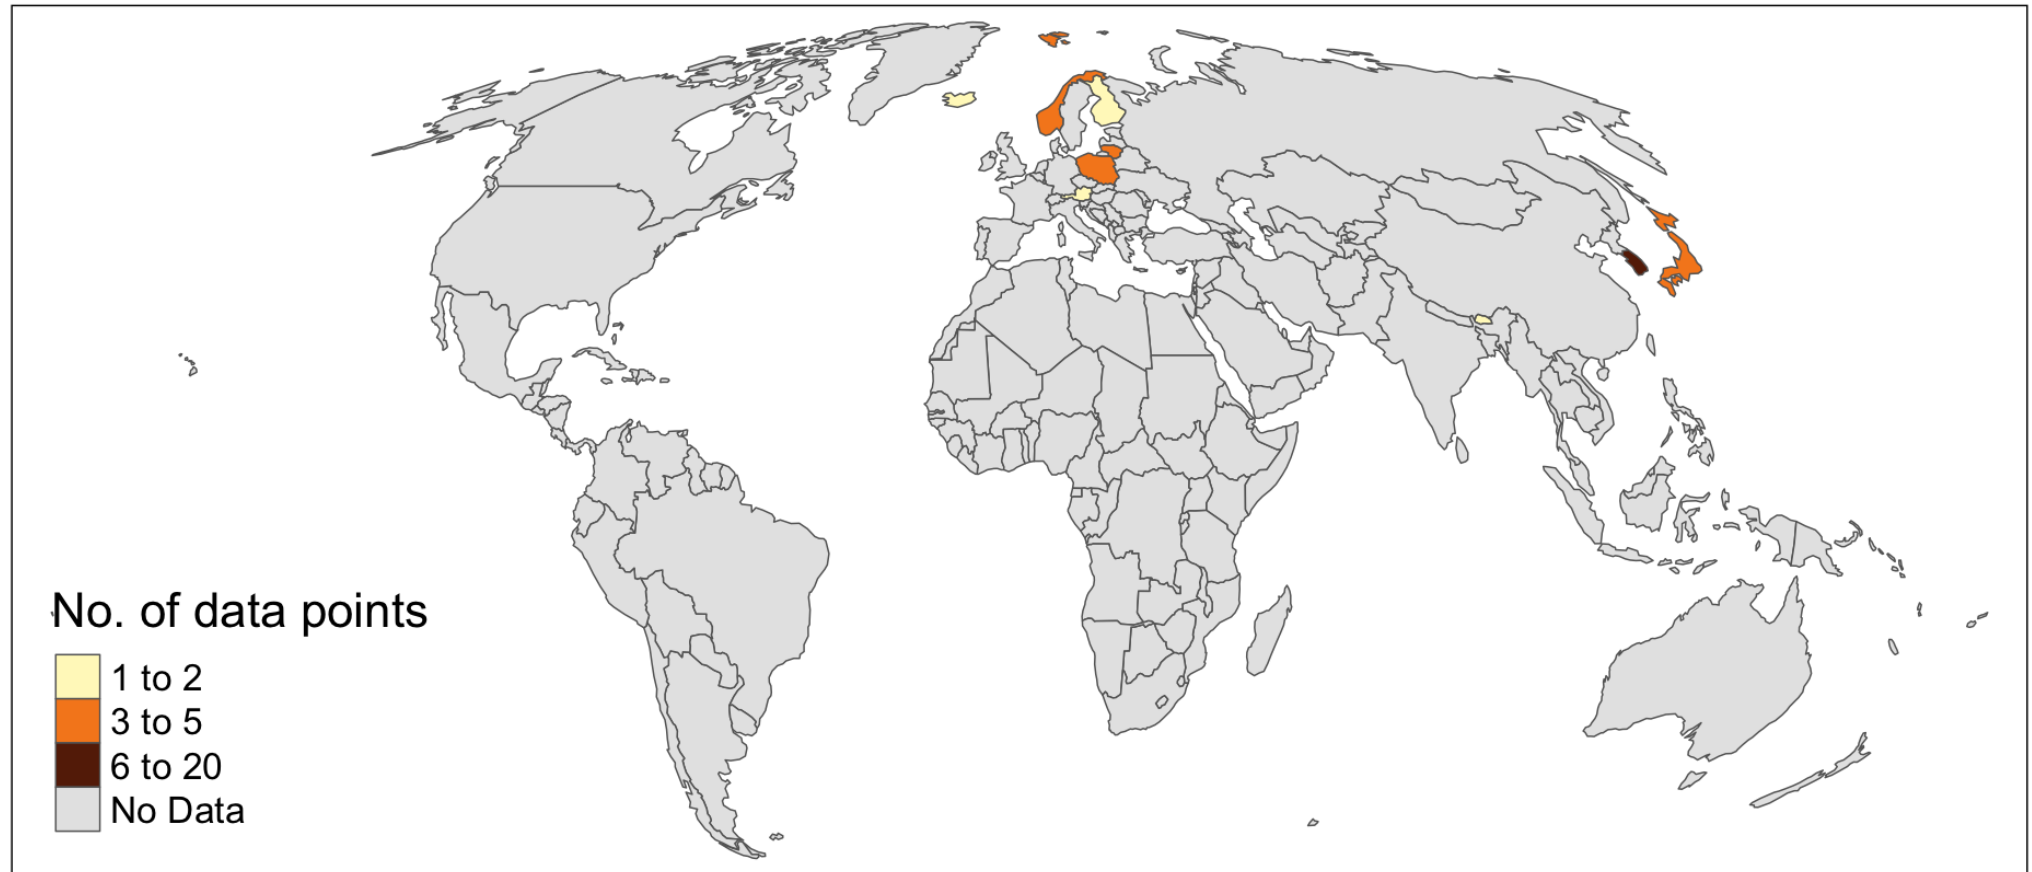 No. of data points
1 to 2
3 to 5
6 to 20
No Data